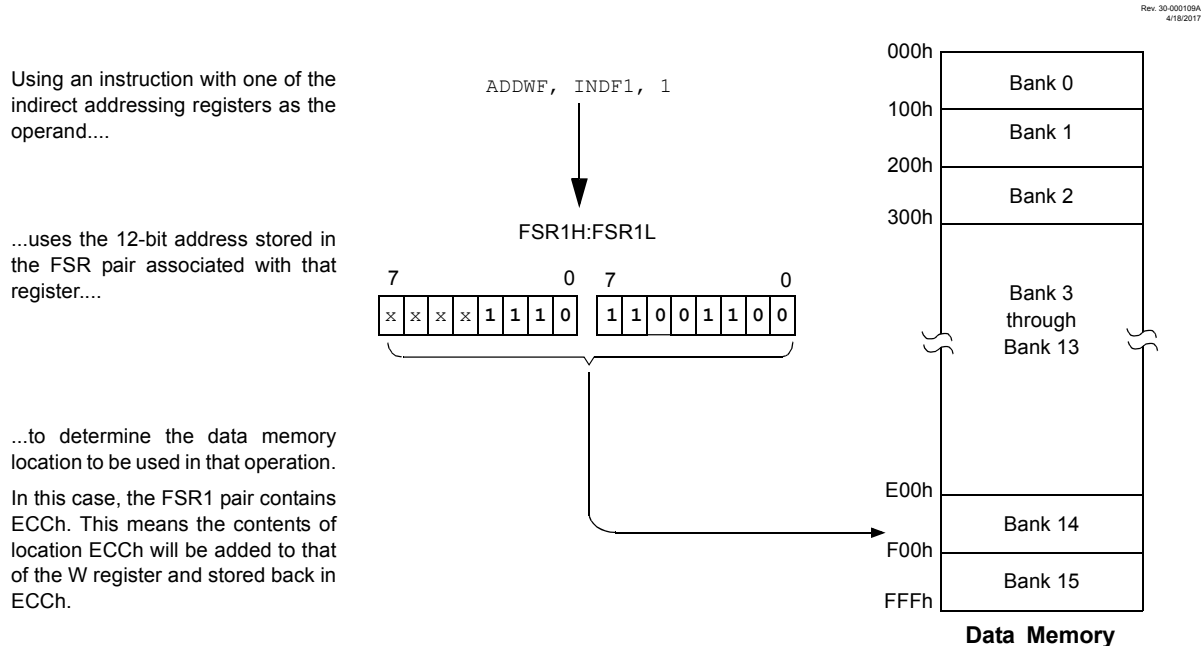 Rev. 30-000109A
4/18/2017
Using an instruction with one of the
indirect addressing registers as the
operand....
ADDWF, INDF1, 1
...uses the 12-bit address stored in
the FSR pair associated with that
register....
FSR1H:FSR1L
7 0 7 0
x x x x 1 1 1 0 1 1 0 0 1 1 0 0
...to determine the data memory
location to be used in that operation.
In this case, the FSR1 pair contains
ECCh. This means the contents of
location ECCh will be added to that
of the W register and stored back in
ECCh.
000h
Bank 0
100h
Bank 1
200h
Bank 2
300h
Bank 3
through
Bank 13
E00h
Bank 14
F00h
Bank 15
FFFh
Data Memory